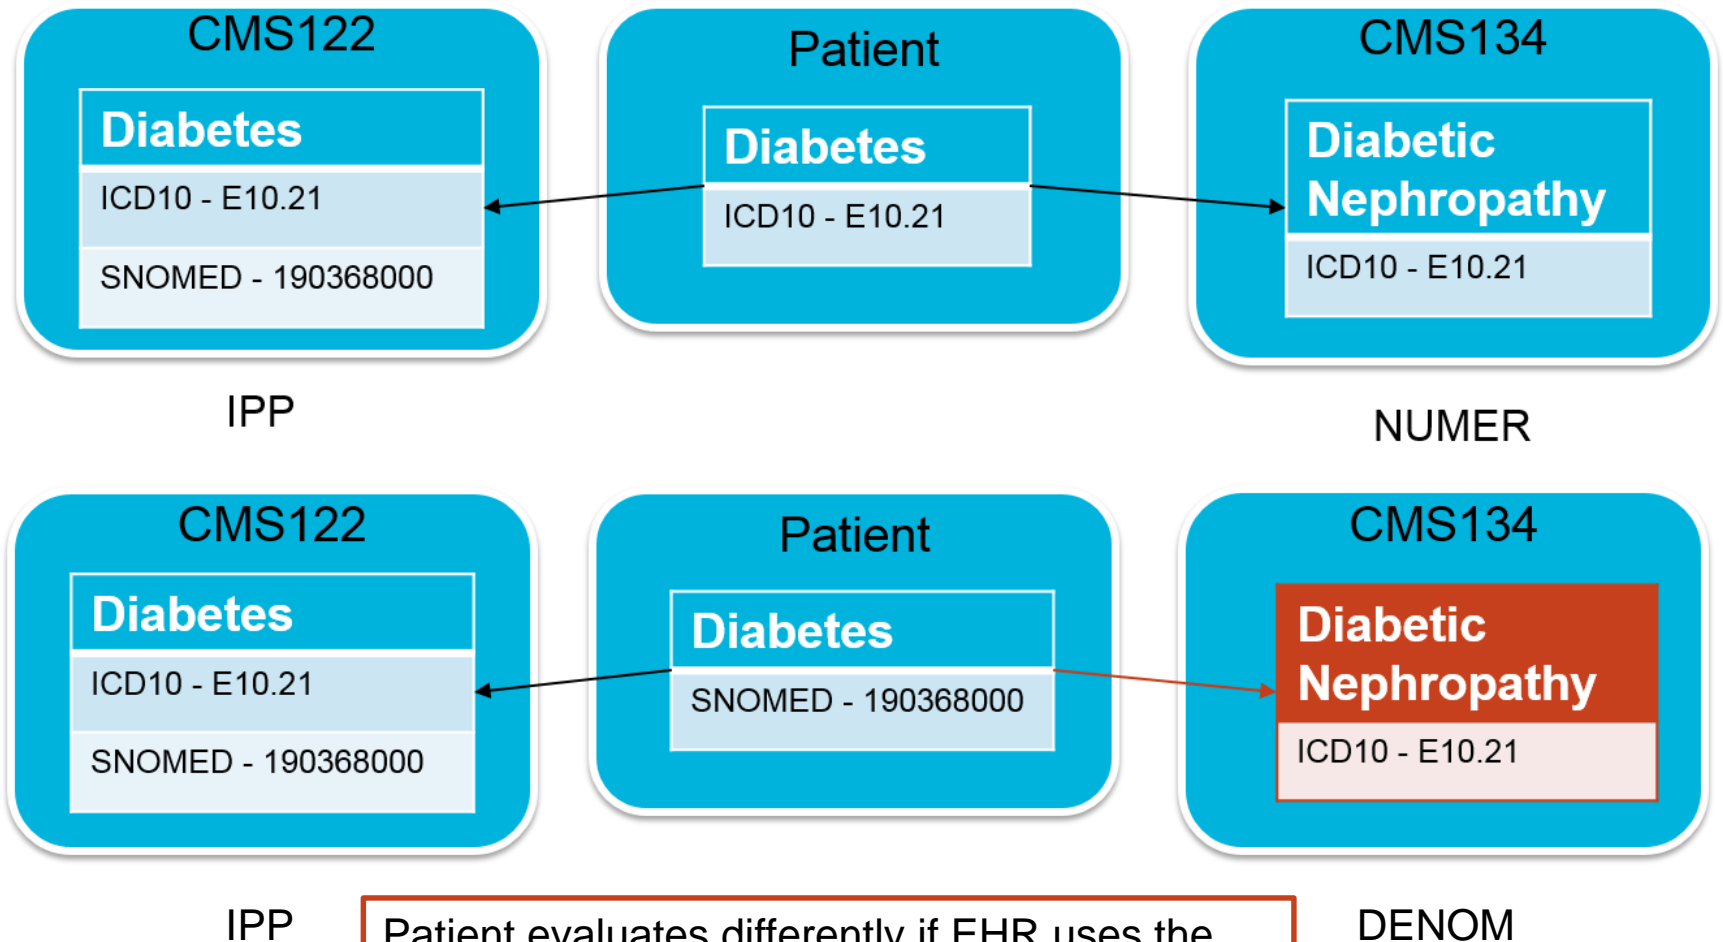 CMS122
Diabetes
ICD10 - E10.21
SNOMED - 190368000
IPP
Patient
Diabetes
ICD10 - E10.21
CMS134
Diabetic
Nephropathy
ICD10 - E10.21
NUMER
CMS122
Diabetes
ICD10 - E10.21
SNOMED - 190368000
IPP
Patient
Diabetes
SNOMED - 190368000
CMS134
Diabetic
Nephropathy
ICD10 - E10.21
DENOM
Patient evaluates differently if EHR uses the